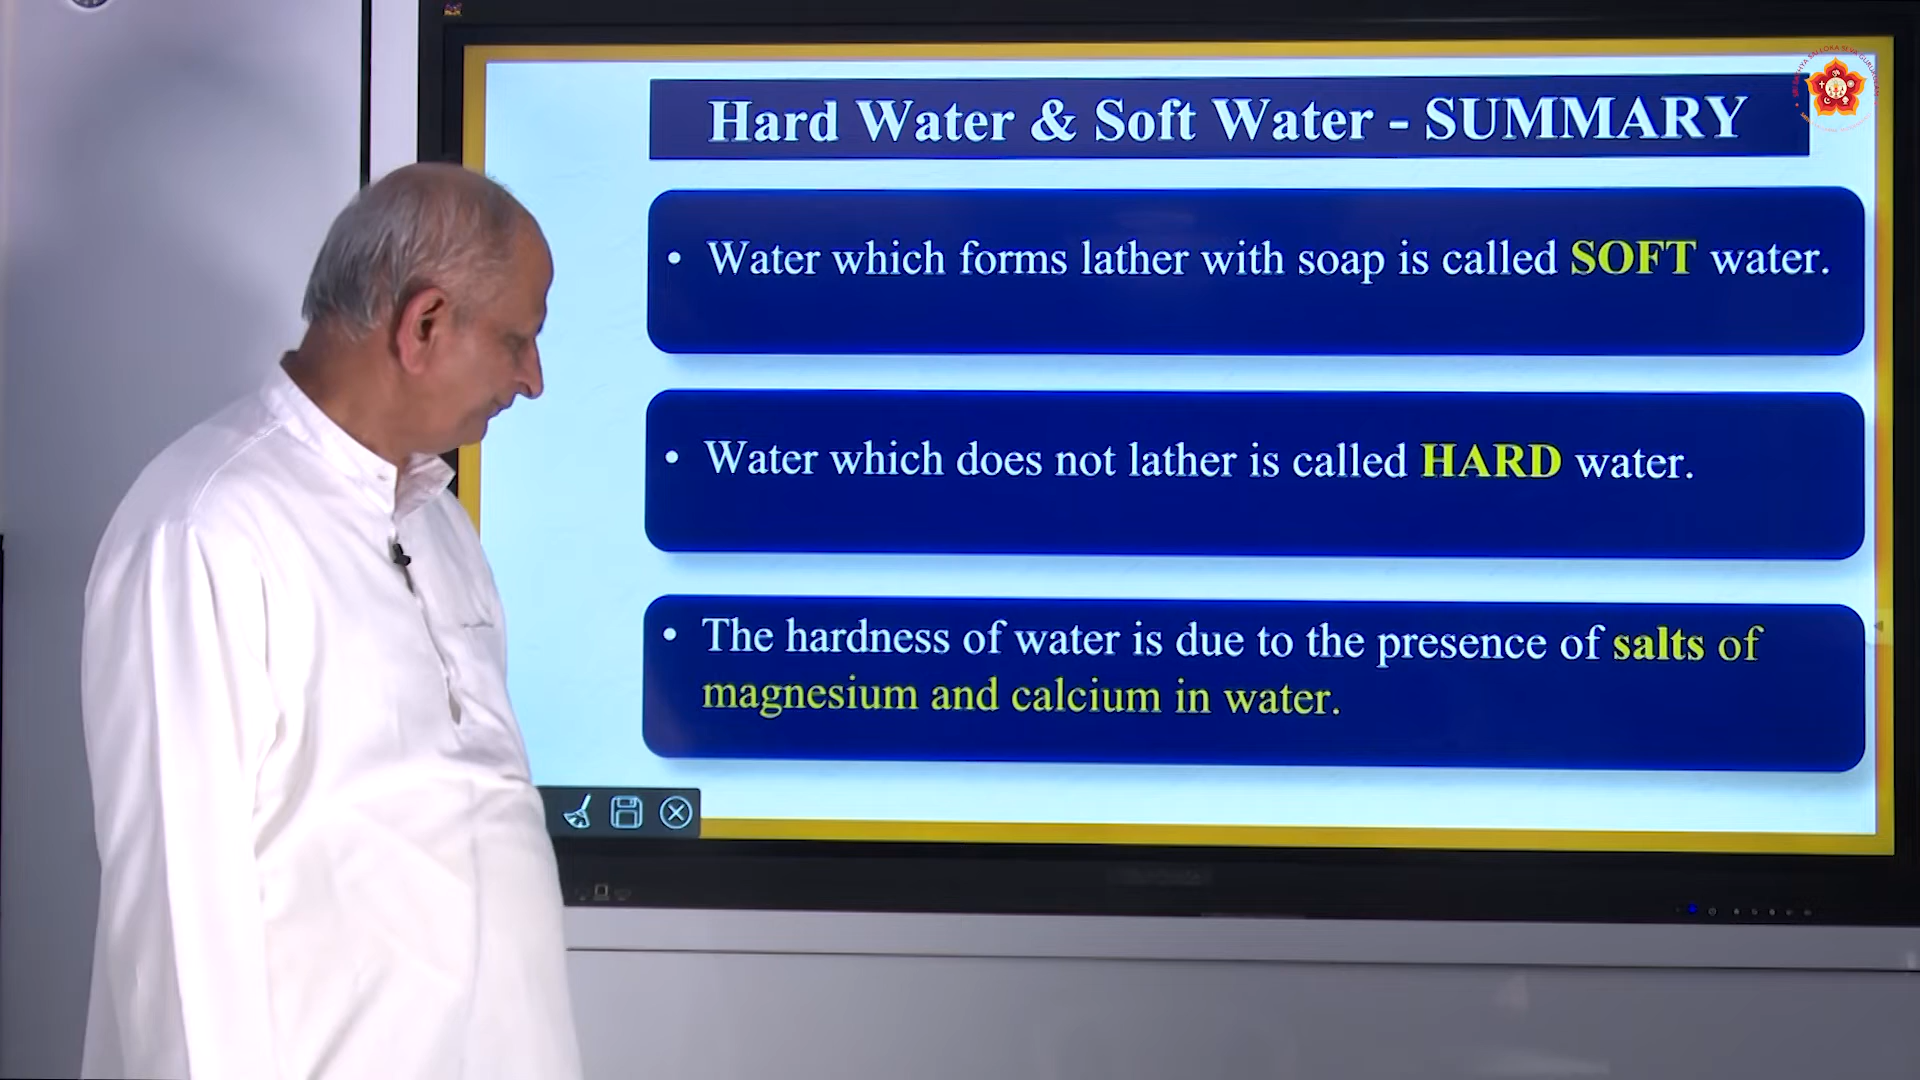 Hard Water & Soft Water - SUMMARY
• Water which forms lather with soap is called SOFT water.
• Water which does not lather is called HARD water.
• The hardness of water is due to the presence of salts of
magnesium and calcium in water.